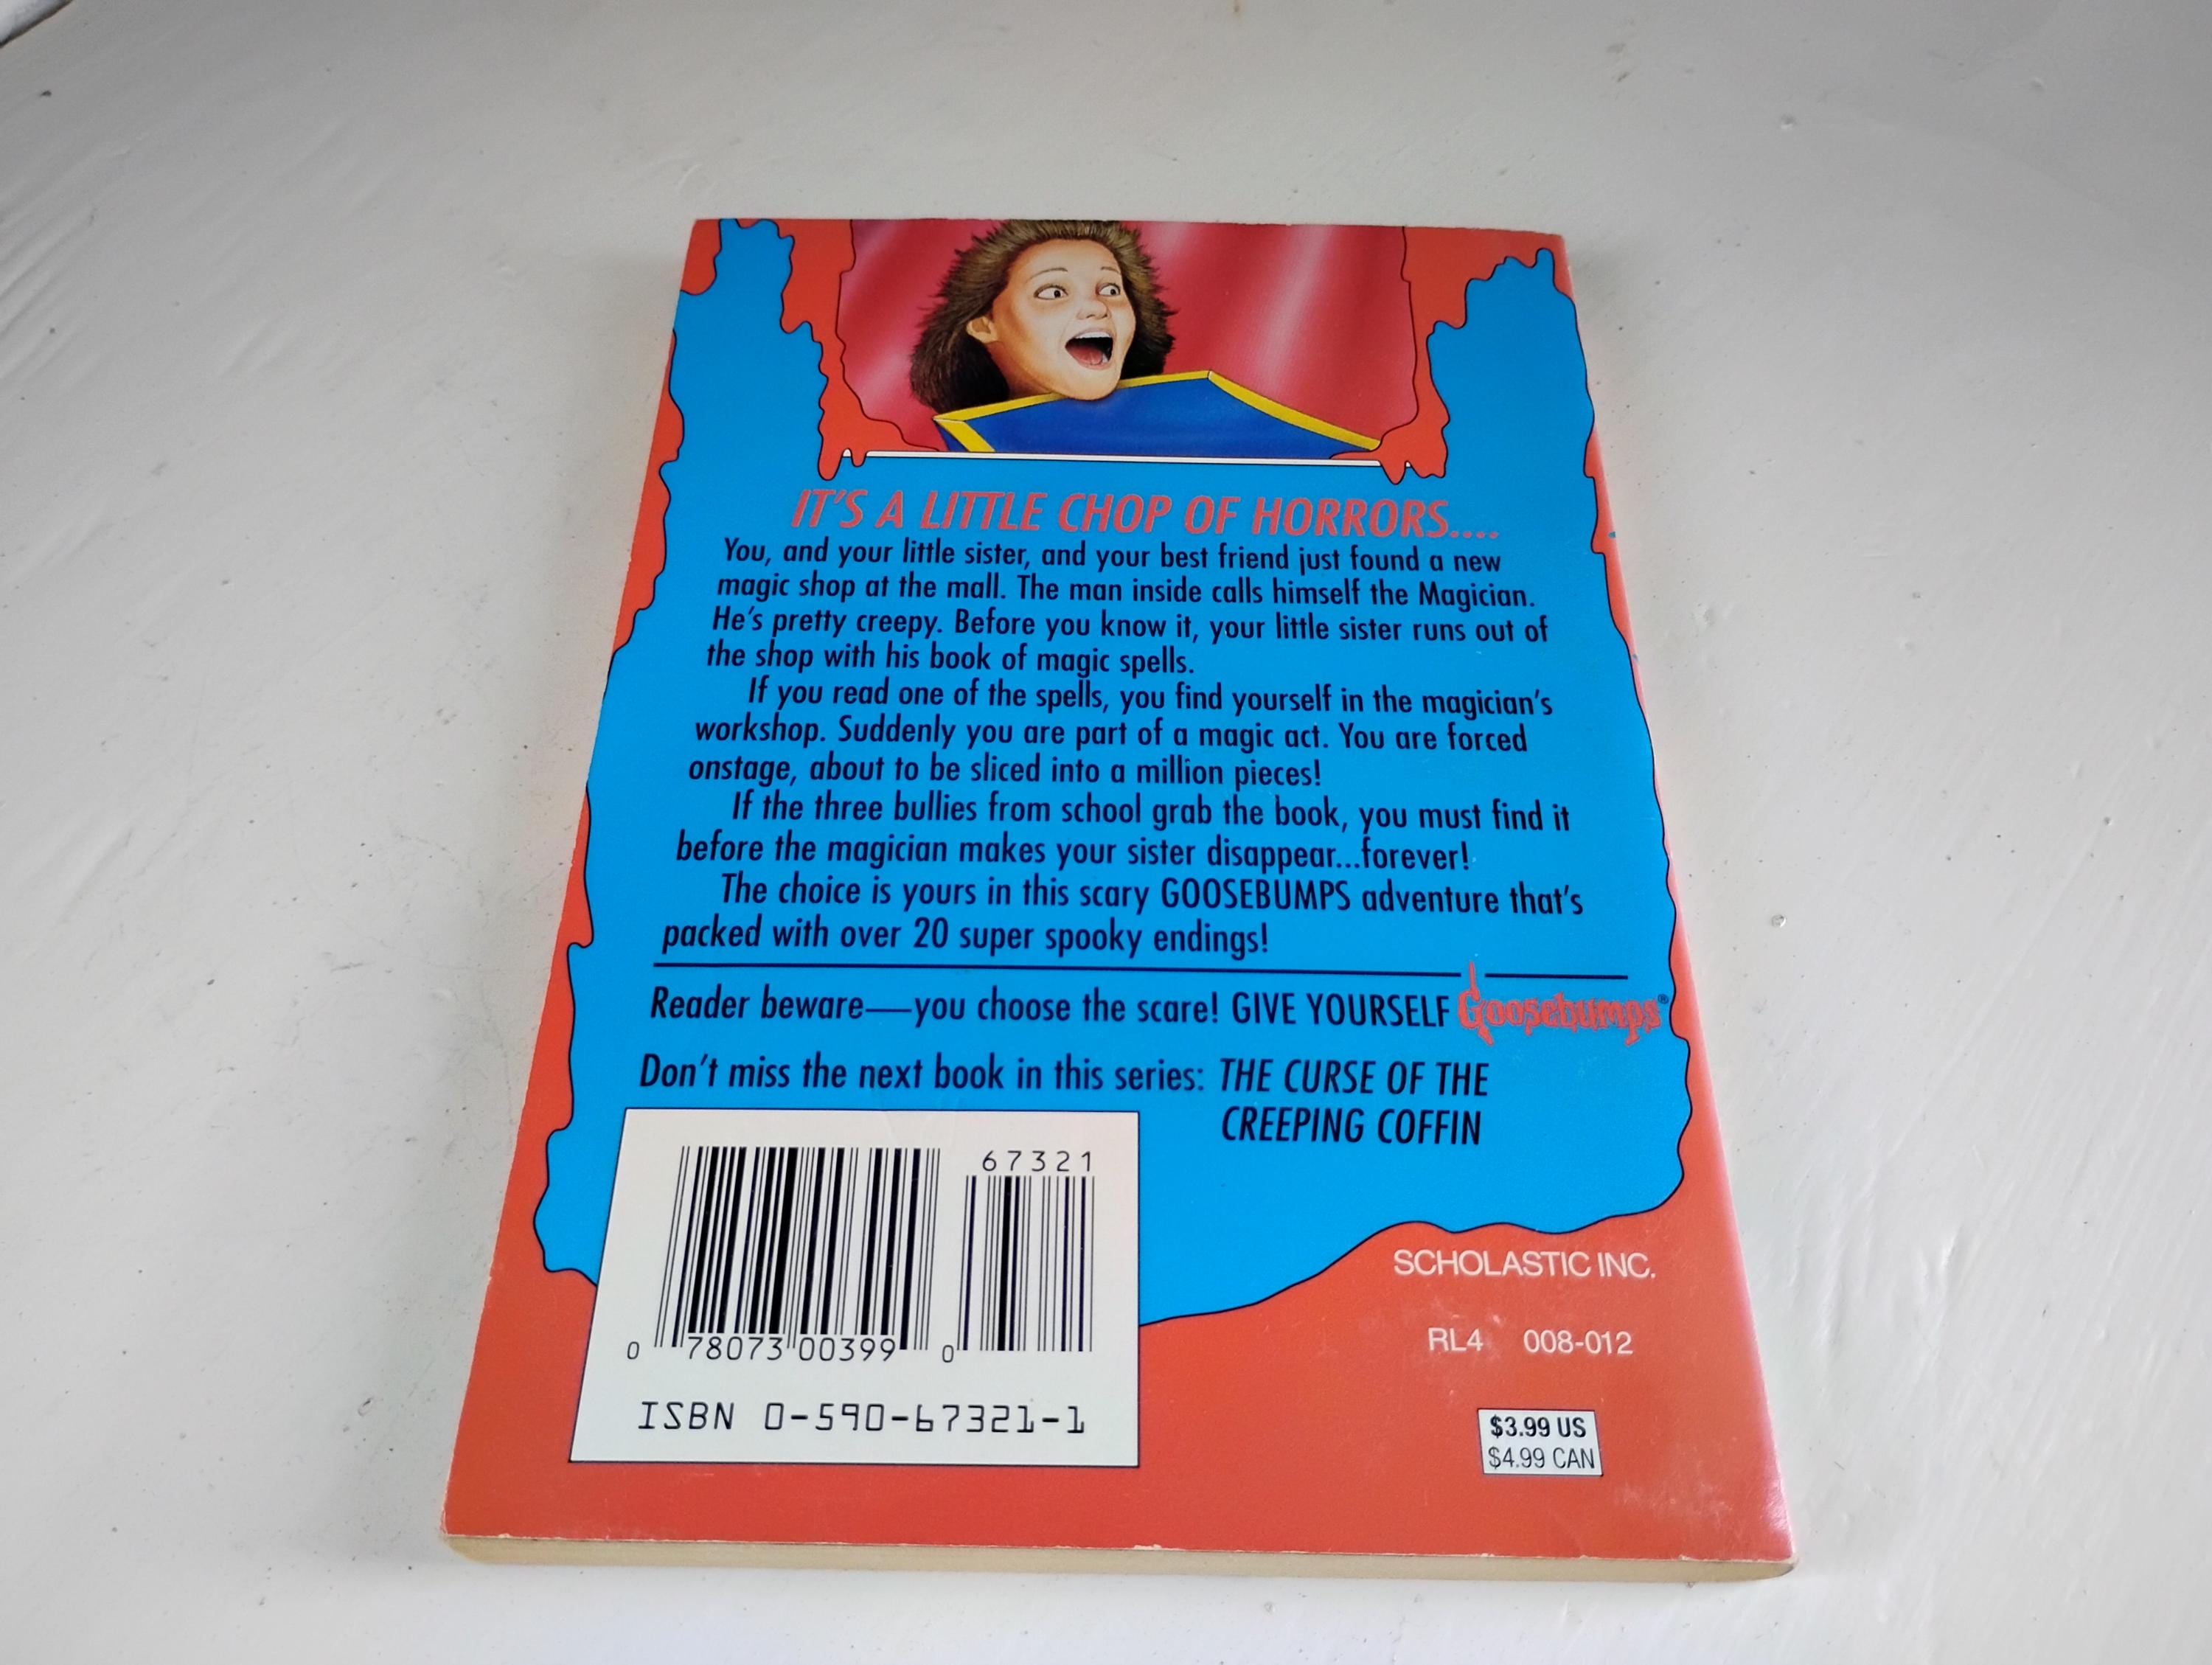 IT'S A LITTLE CHOP OF HORRORS....
You, and your little sister, and your best friend just found a new
magic shop at the mall. The man inside calls himself the Magician.
He's pretty creepy. Before you know it, your little sister runs out of
the shop with his book of magic spells.
If you read one of the spells, you find yourself in the magician's
workshop. Suddenly you are part of a magic act. You are forced
onstage, about to be sliced into a million pieces!
If the three bullies from school grab the book, you must find it
before the magician makes your sister disappear...forever!
The choice is yours in this scary GOOSEBUMPS adventure that's
packed with over 20 super spooky endings!
Reader beware—you choose the scare! GIVE YOURSELF Goosebumps®
Don't miss the next book in this series: THE CURSE OF THE
CREEPING COFFIN
67321
0 78073 00399 0
ISBN 0-590-67321-1
SCHOLASTIC INC.
RL4 008-012
$3.99 US
$4.99 CAN